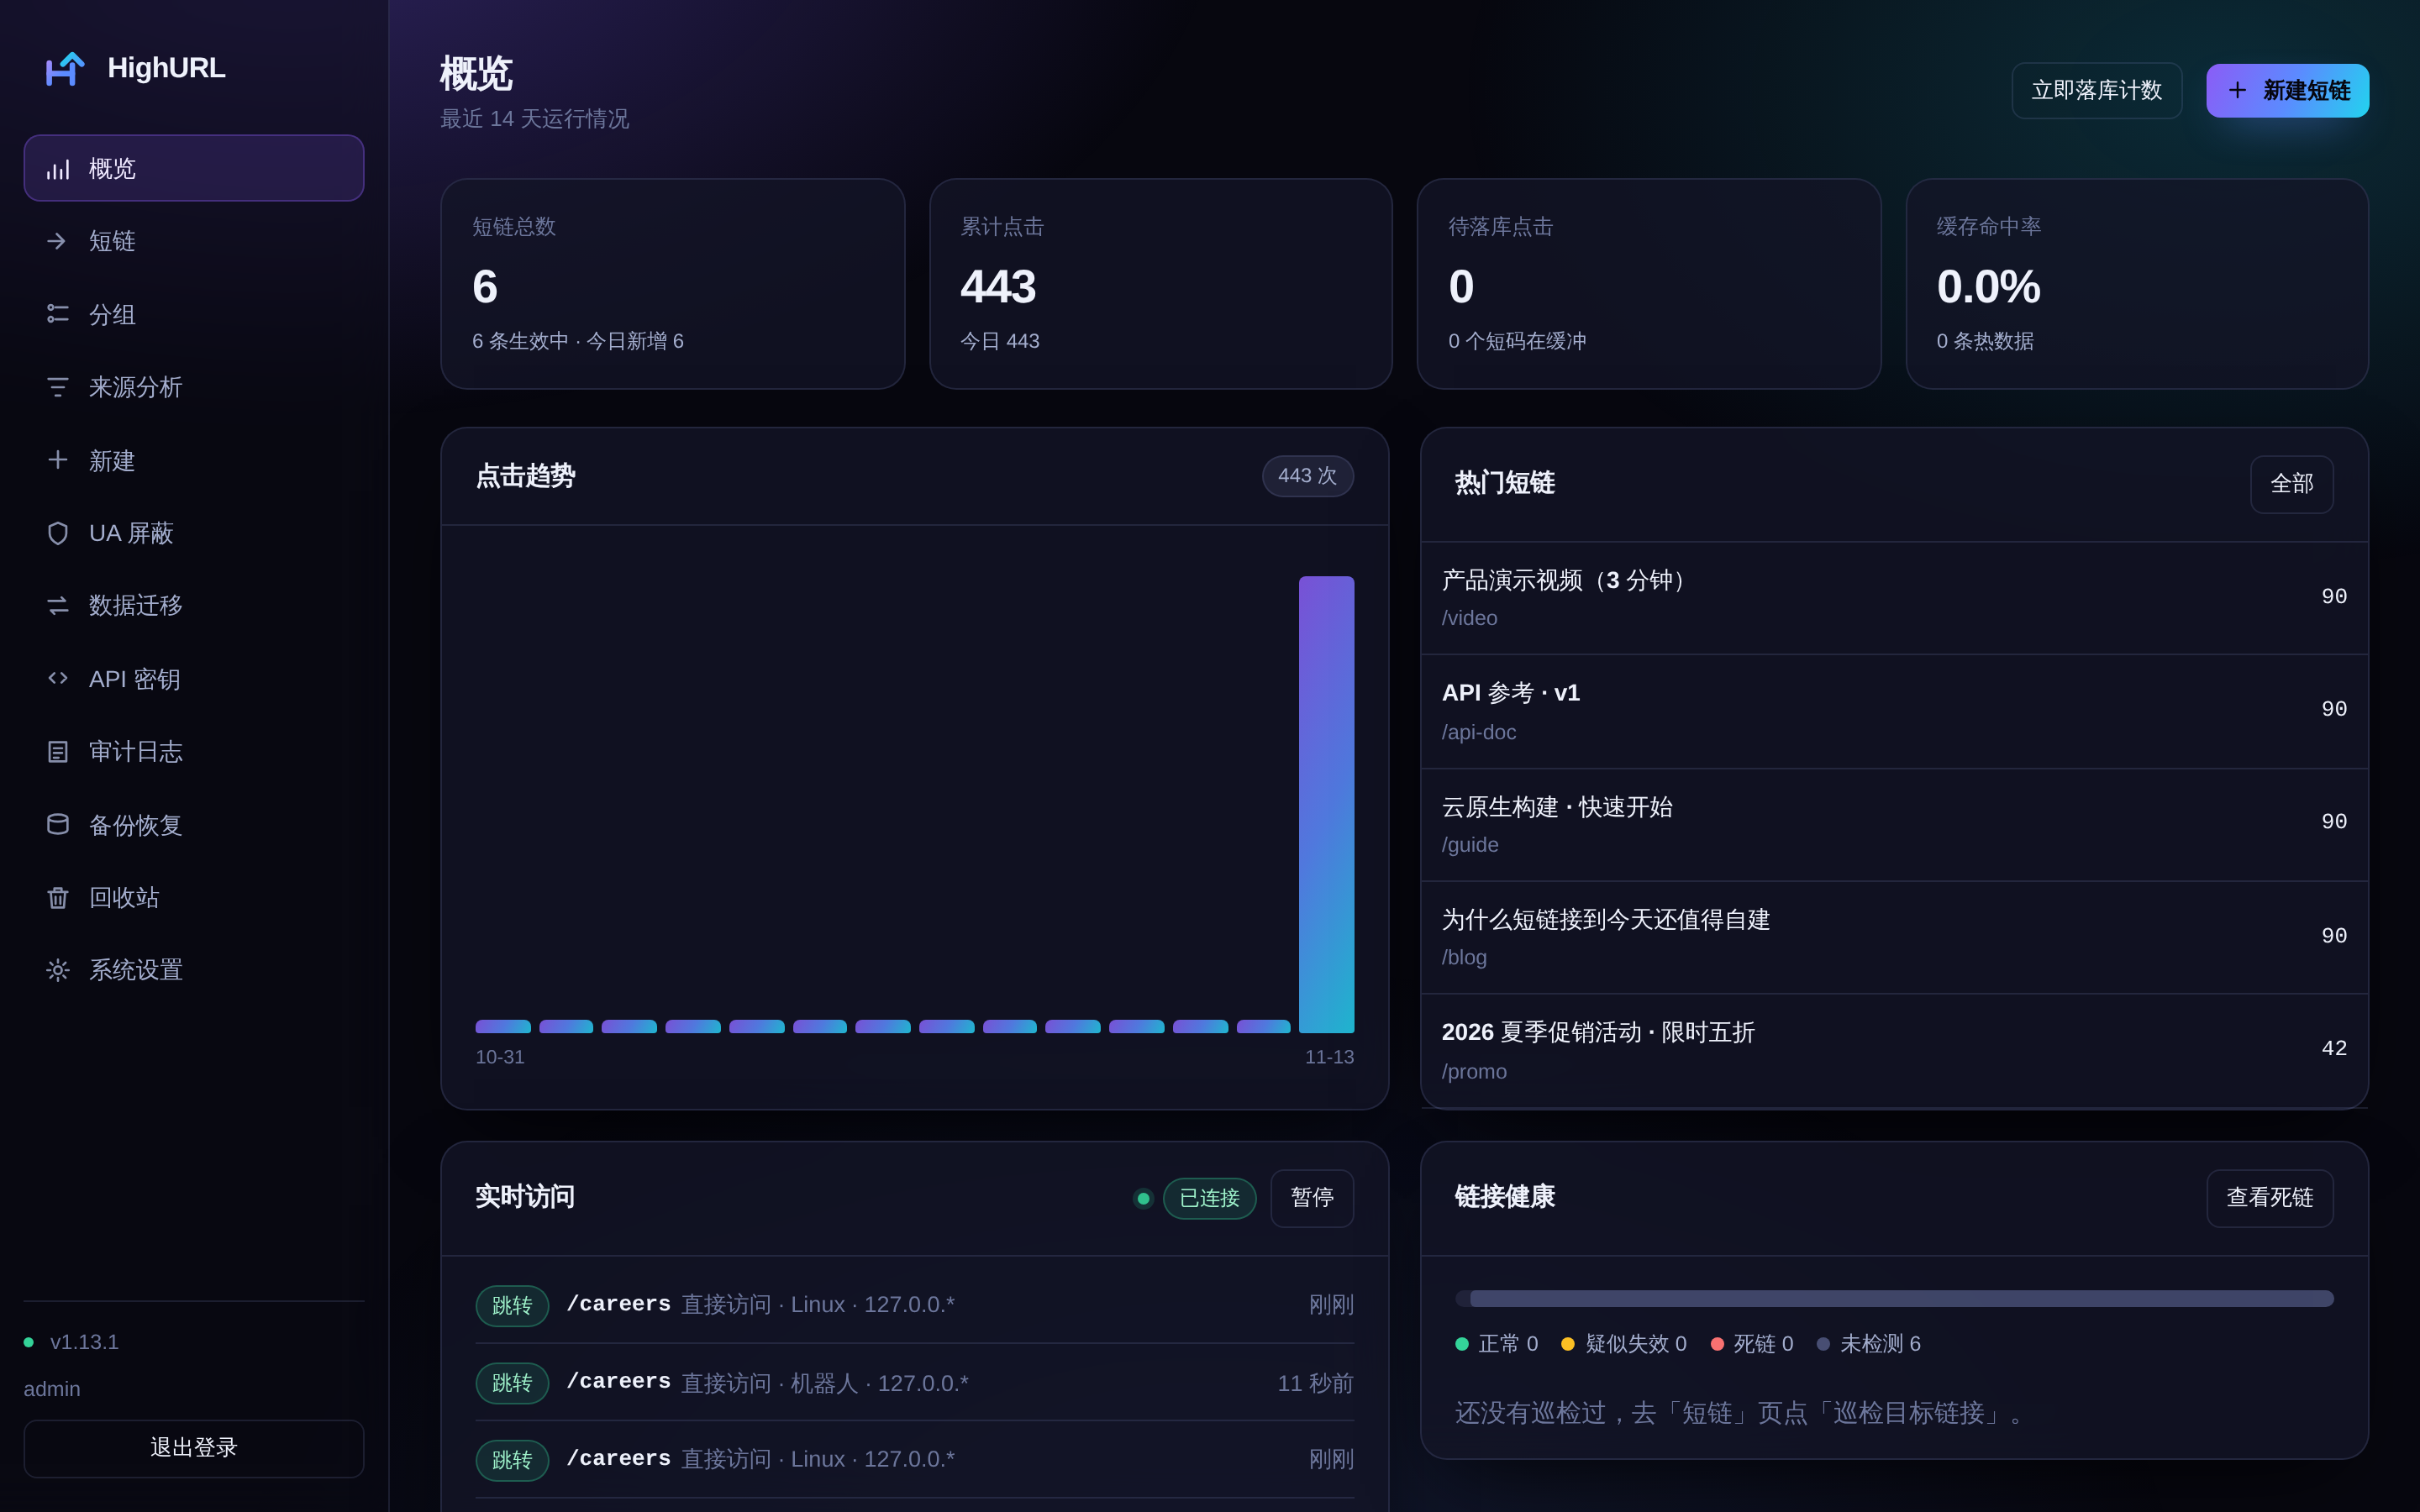 HighURL
概览
短链
分组
来源分析
新建
UA 屏蔽
数据迁移
API 密钥
审计日志
备份恢复
回收站
系统设置
v1.13.1
admin
退出登录
概览
最近 14 天运行情况
立即落库计数
新建短链
短链总数
6
6 条生效中 · 今日新增 6
累计点击
443
今日 443
待落库点击
0
0 个短码在缓冲
缓存命中率
0.0%
0 条热数据
点击趋势
443 次
10-31
11-13
热门短链
全部
产品演示视频（3 分钟）
/video
90
API 参考 · v1
/api-doc
90
云原生构建 · 快速开始
/guide
90
为什么短链接到今天还值得自建
/blog
90
2026 夏季促销活动 · 限时五折
/promo
42
实时访问
已连接
暂停
跳转 /careers 直接访问 · Linux · 127.0.0.* 刚刚
跳转 /careers 直接访问 · 机器人 · 127.0.0.* 11 秒前
跳转 /careers 直接访问 · Linux · 127.0.0.* 刚刚
链接健康
查看死链
正常 0 疑似失效 0 死链 0 未检测 6
还没有巡检过，去「短链」页点「巡检目标链接」。